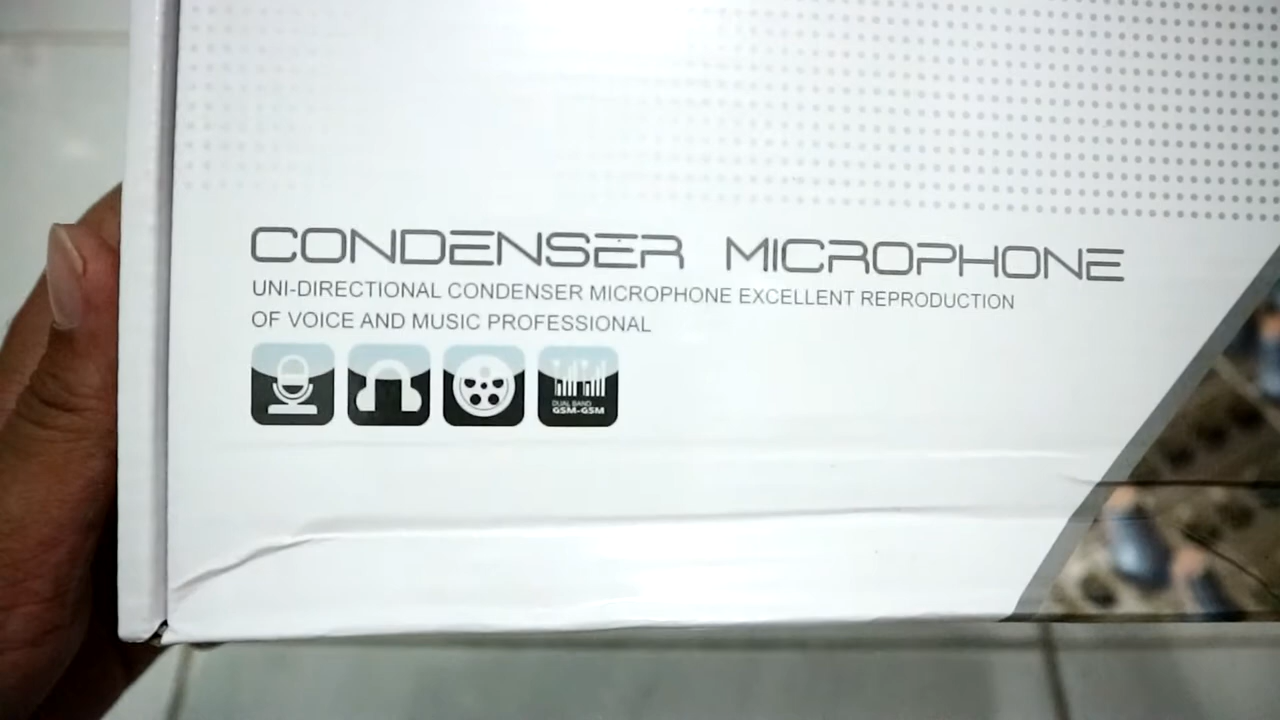 CONDENSER MICROPHONE
UNI-DIRECTIONAL CONDENSER MICROPHONE EXCELLENT REPRODUCTION
OF VOICE AND MUSIC PROFESSIONAL
DUAL BAND
GSM-GSM